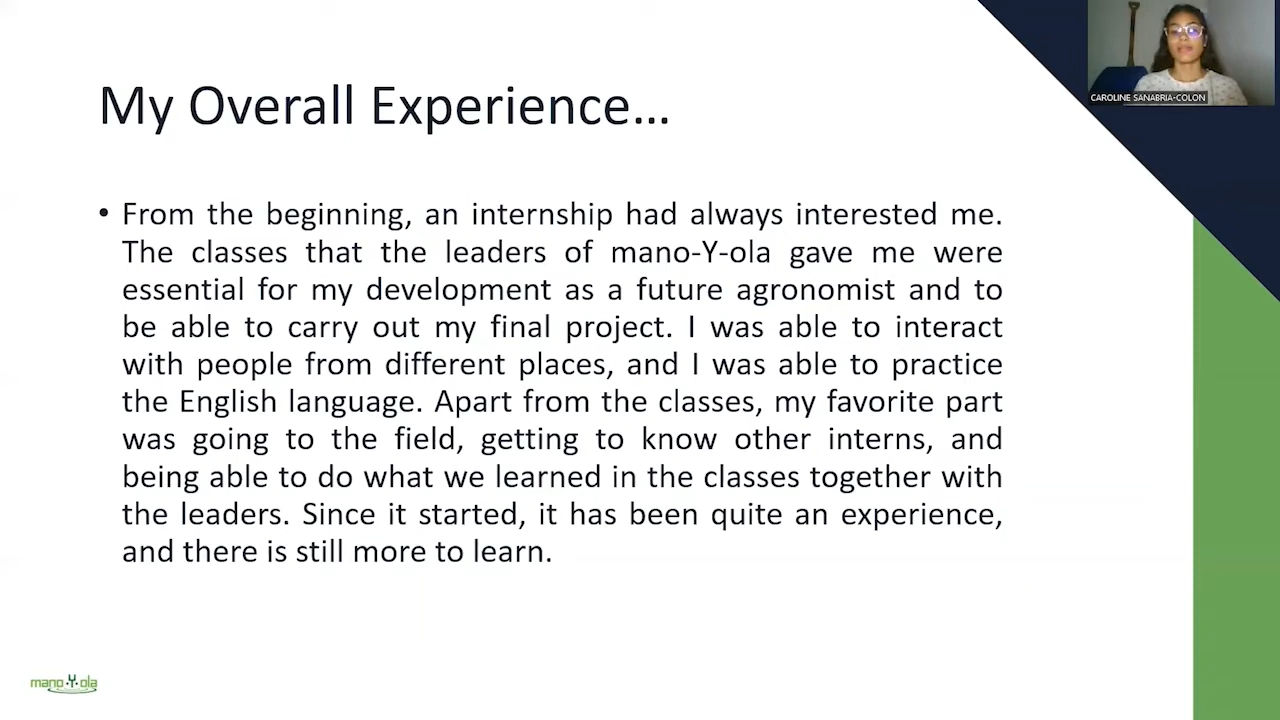 My Overall Experience...
CAROLINE SANABRIA-COLON
• From the beginning, an internship had always interested me.
The classes that the leaders of mano-Y-ola gave me were
essential for my development as a future agronomist and to
be able to carry out my final project. I was able to interact
with people from different places, and I was able to practice
the English language. Apart from the classes, my favorite part
was going to the field, getting to know other interns, and
being able to do what we learned in the classes together with
the leaders. Since it started, it has been quite an experience,
and there is still more to learn.
mano·Y·ola